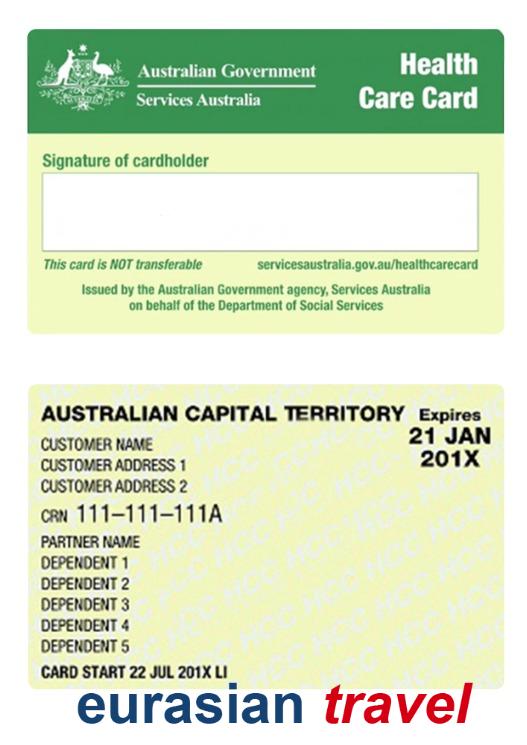 Australian Government
Services Australia
Health
Care Card
Signature of cardholder
This card is NOT transferable servicesaustralia.gov.au/healthcarecard
Issued by the Australian Government agency, Services Australia
on behalf of the Department of Social Services
AUSTRALIAN CAPITAL TERRITORY Expires
21 JAN
201X
CUSTOMER NAME
CUSTOMER ADDRESS 1
CUSTOMER ADDRESS 2
CRN 111–111–111A
PARTNER NAME
DEPENDENT 1
DEPENDENT 2
DEPENDENT 3
DEPENDENT 4
DEPENDENT 5
CARD START 22 JUL 201X LI
eurasian travel